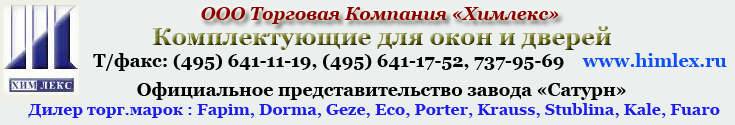 ООО Торговая Компания «Химлекс»
Комплектующие для окон и дверей
Т/факс: (495) 641-11-19, (495) 641-17-52, 737-95-69 www.himlex.ru
ХИМ ЛЕКС
Официальное представительство завода «Сатурн»
Дилер торг.марок : Fapim, Dorma, Geze, Eco, Porter, Krauss, Stublina, Kale, Fuaro